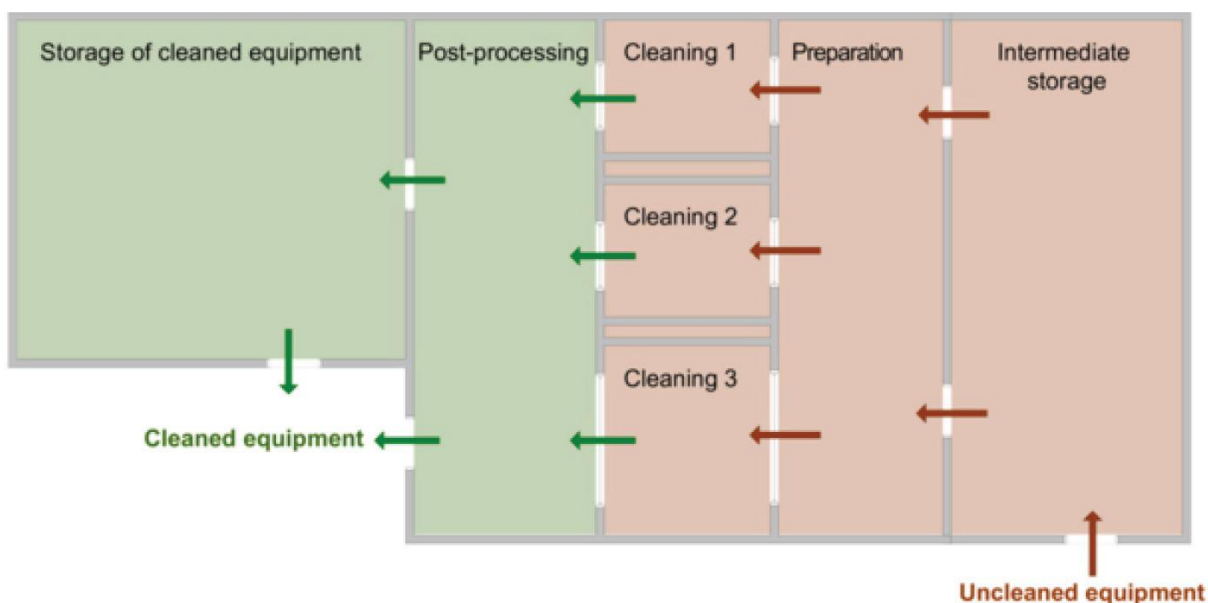 Storage of cleaned equipment
Post-processing
Cleaning 1
Preparation
Intermediate
storage
Cleaning 2
Cleaning 3
Cleaned equipment
Uncleaned equipment